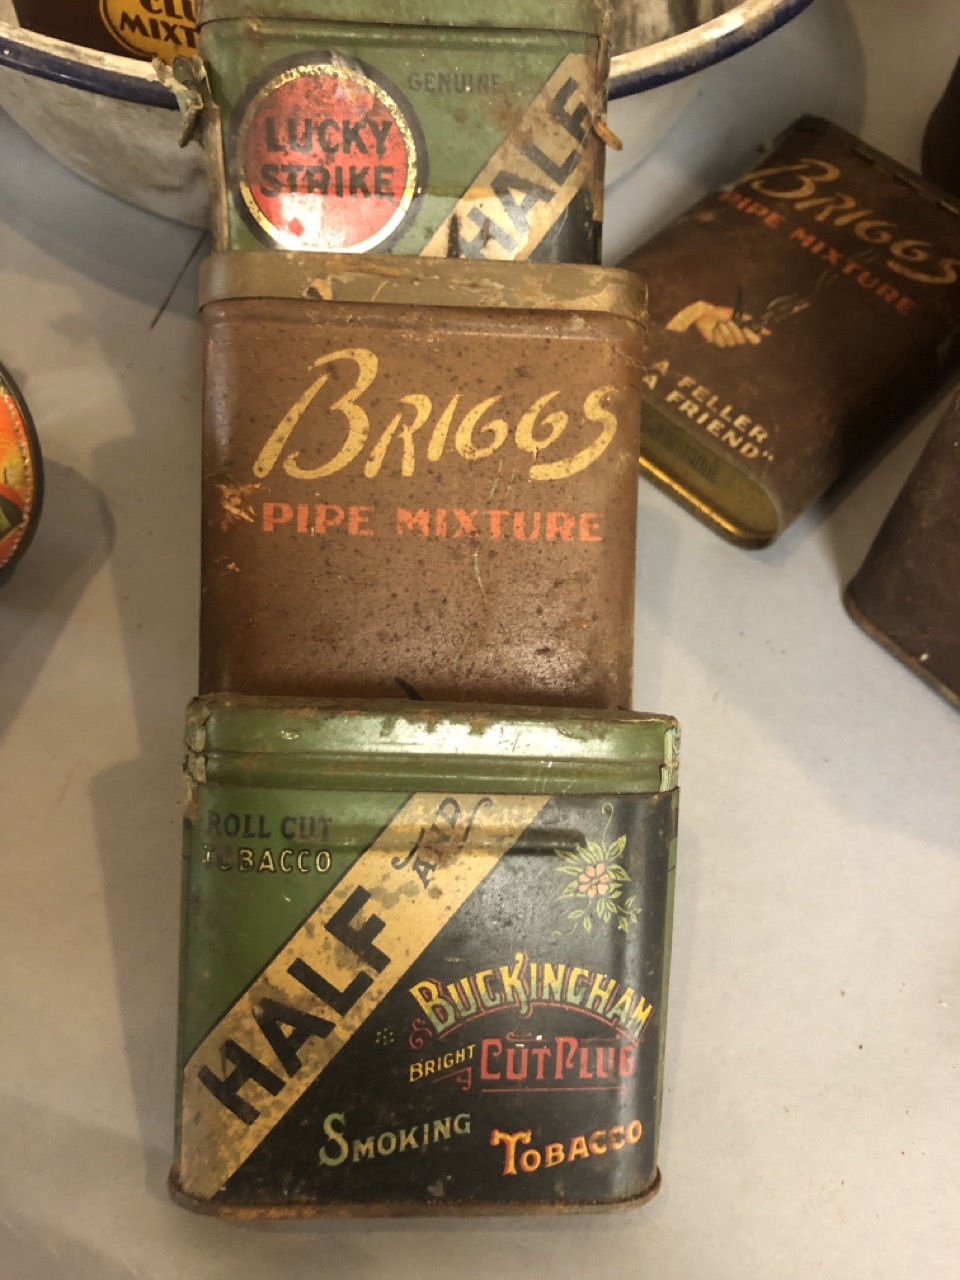 MIXT
LUCKY
STRIKE
GENUINE
HALF
BRIGGS
PIPE MIXTURE
BRIGGS
PIPE MIXTURE
A FELLER
A FRIEND"
ROLL CUT
TOBACCO
HALF AND
BUCKINGHAM
BRIGHT CUT PLUG
SMOKING TOBACCO